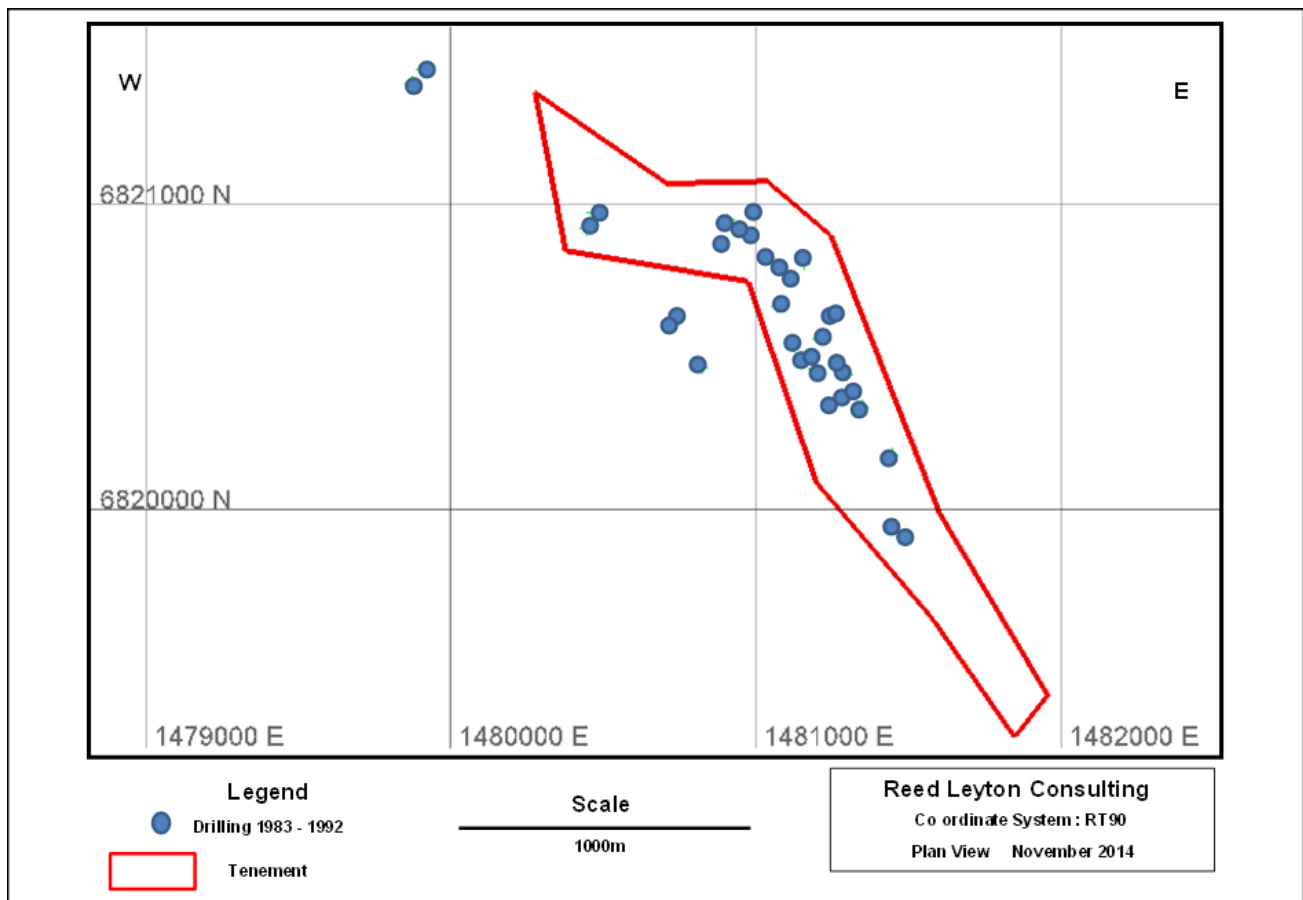 W
E
6821000 N
6820000 N
1479000 E
1480000 E
1481000 E
1482000 E
Legend
Drilling 1983 - 1992
Tenement
Scale
1000m
Reed Leyton Consulting
Co ordinate System : RT90
Plan View November 2014